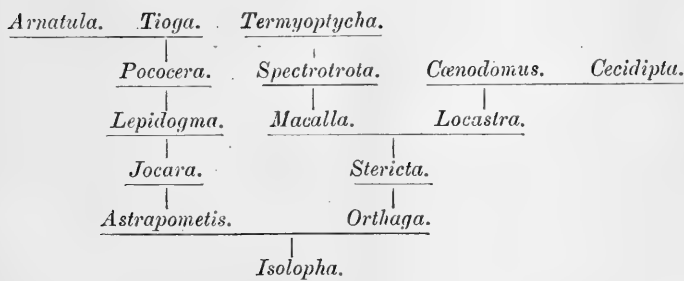 Arnatula. Tioga. Termyoptycha.
Pococera. Spectrotrota. Cœnodomus. Cecidipta.
Lepidogma. Macalla. Locastra.
Jocara. Stericta.
Astrapometis. Orthaga.
Isolopha.